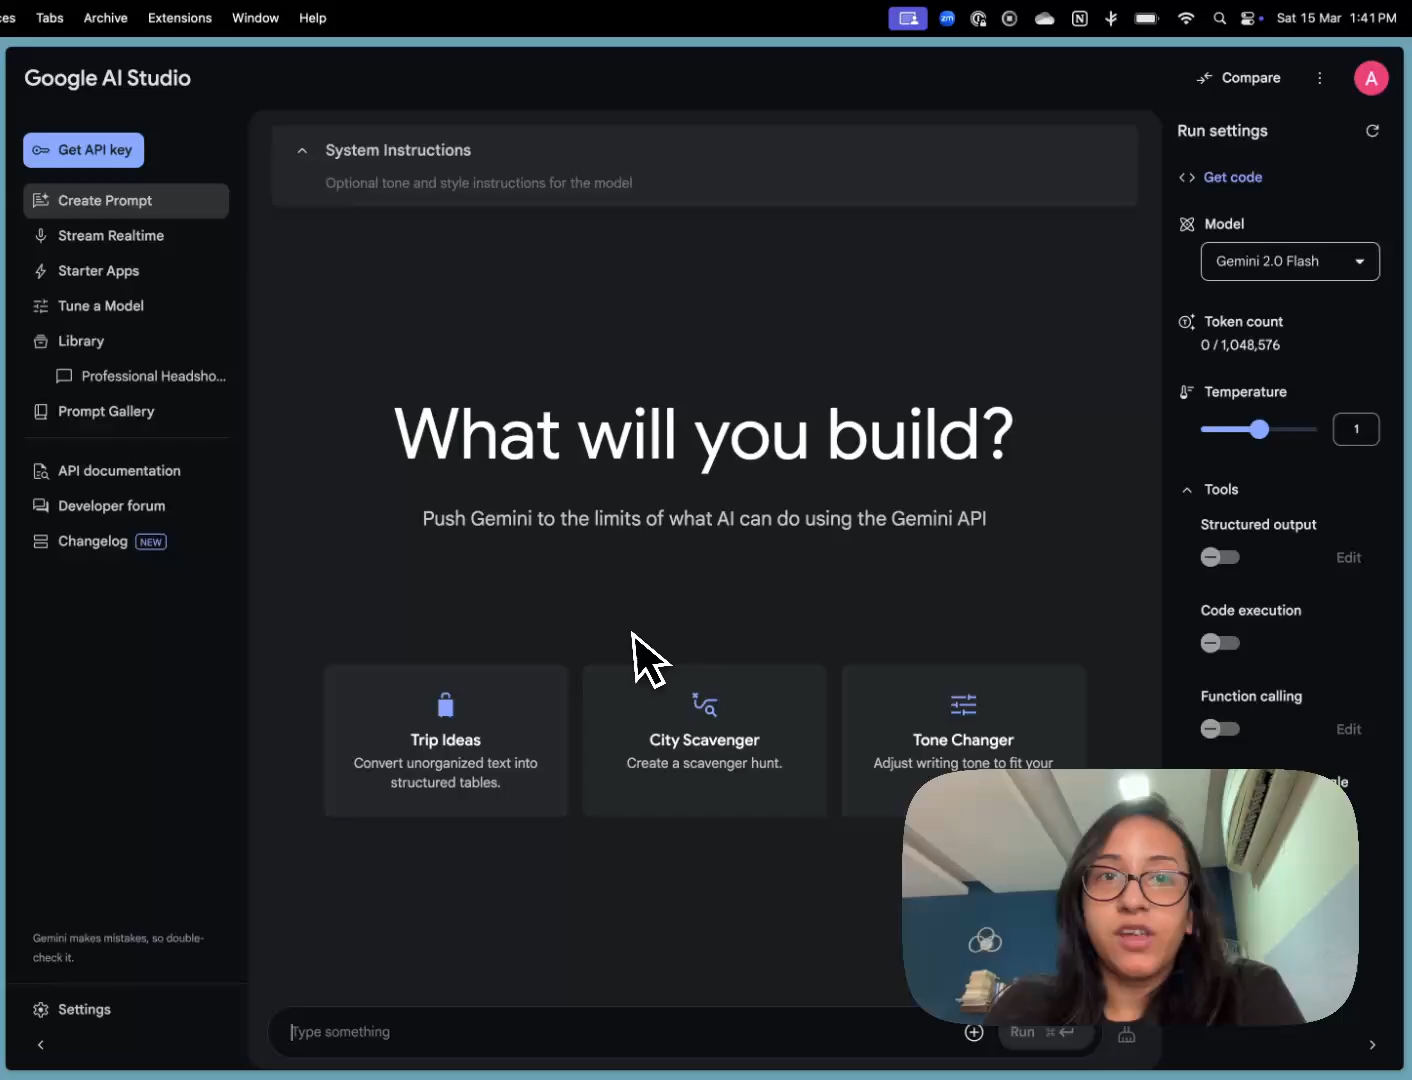 ces Tabs Archive Extensions Window Help
zm
N
Sat 15 Mar 1:41 PM
Google AI Studio
Compare
A
Get API key
Create Prompt
Stream Realtime
Starter Apps
Tune a Model
Library
Professional Headsho...
Prompt Gallery
API documentation
Developer forum
Changelog NEW
Gemini makes mistakes, so double-
check it.
Settings
System Instructions
Optional tone and style instructions for the model
What will you build?
Push Gemini to the limits of what AI can do using the Gemini API
Trip Ideas
Convert unorganized text into
structured tables.
City Scavenger
Create a scavenger hunt.
Tone Changer
Adjust writing tone to fit your
Type something
Run ⌘
Run settings
Get code
Model
Gemini 2.0 Flash
Token count
0 / 1,048,576
Temperature
1
Tools
Structured output
Edit
Code execution
Function calling
Edit